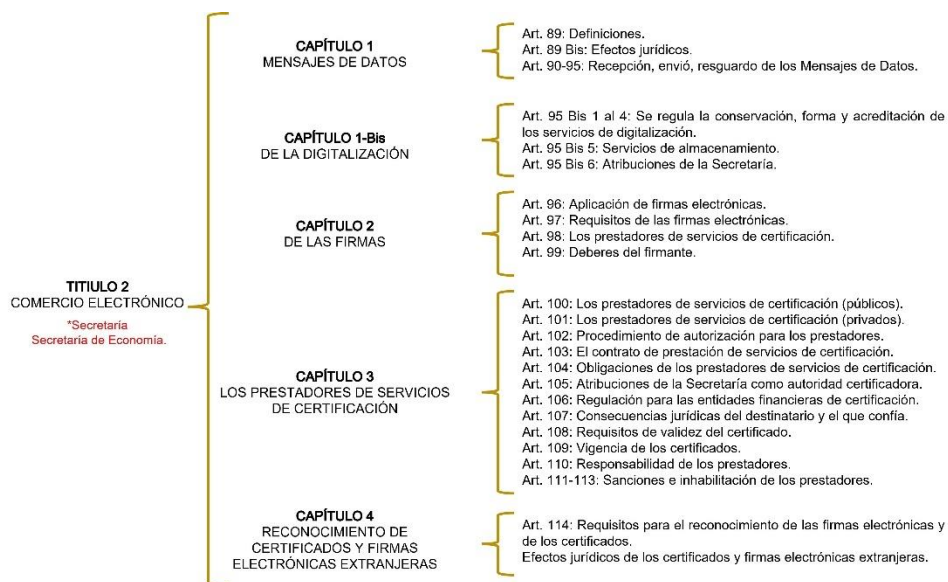 TITIULO 2
COMERCIO ELECTRÓNICO
*Secretaría
Secretaría de Economía.
CAPÍTULO 1
MENSAJES DE DATOS
Art. 89: Definiciones.
Art. 89 Bis: Efectos jurídicos.
Art. 90-95: Recepción, envió, resguardo de los Mensajes de Datos.
CAPÍTULO 1-Bis
DE LA DIGITALIZACIÓN
Art. 95 Bis 1 al 4: Se regula la conservación, forma y acreditación de
los servicios de digitalización.
Art. 95 Bis 5: Servicios de almacenamiento.
Art. 95 Bis 6: Atribuciones de la Secretaría.
CAPÍTULO 2
DE LAS FIRMAS
Art. 96: Aplicación de firmas electrónicas.
Art. 97: Requisitos de las firmas electrónicas.
Art. 98: Los prestadores de servicios de certificación.
Art. 99: Deberes del firmante.
CAPÍTULO 3
LOS PRESTADORES DE SERVICIOS
DE CERTIFICACIÓN
Art. 100: Los prestadores de servicios de certificación (públicos).
Art. 101: Los prestadores de servicios de certificación (privados).
Art. 102: Procedimiento de autorización para los prestadores.
Art. 103: El contrato de prestación de servicios de certificación.
Art. 104: Obligaciones de los prestadores de servicios de certificación.
Art. 105: Atribuciones de la Secretaría como autoridad certificadora.
Art. 106: Regulación para las entidades financieras de certificación.
Art. 107: Consecuencias jurídicas del destinatario y el que confía.
Art. 108: Requisitos de validez del certificado.
Art. 109: Vigencia de los certificados.
Art. 110: Responsabilidad de los prestadores.
Art. 111-113: Sanciones e inhabilitación de los prestadores.
CAPÍTULO 4
RECONOCIMIENTO DE
CERTIFICADOS Y FIRMAS
ELECTRÓNICAS EXTRANJERAS
Art. 114: Requisitos para el reconocimiento de las firmas electrónicas y
de los certificados.
Efectos jurídicos de los certificados y firmas electrónicas extranjeras.